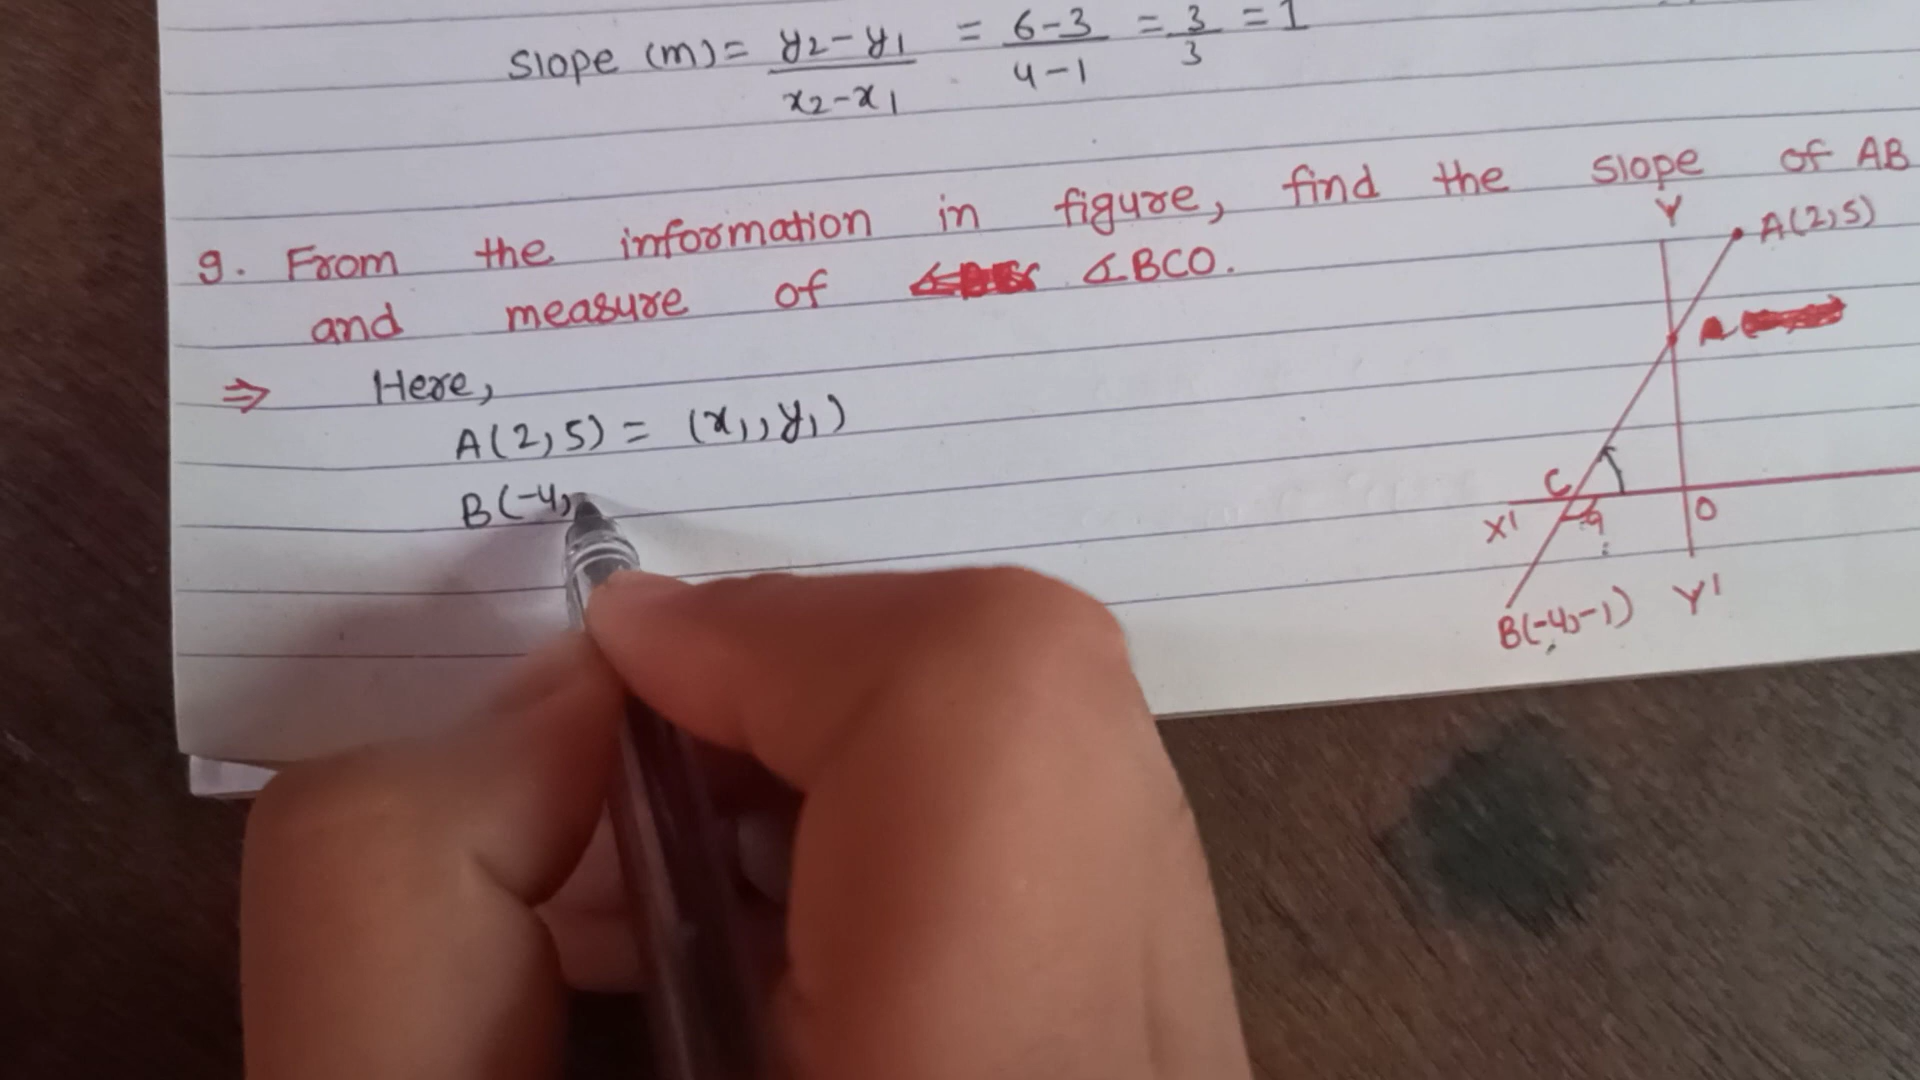 Slope (m) = y₂-y₁ / x₂-x₁ = 6-3 / 4-1 = 3/3 = 1
9. From the information in figure, find the slope of AB
and measure of ∡BCO.
⇒ Here,
A(2,5) = (x₁,y₁)
B(-4,
Y
A(2,5)
A
C
X'
O
B(-4,-1)
Y'